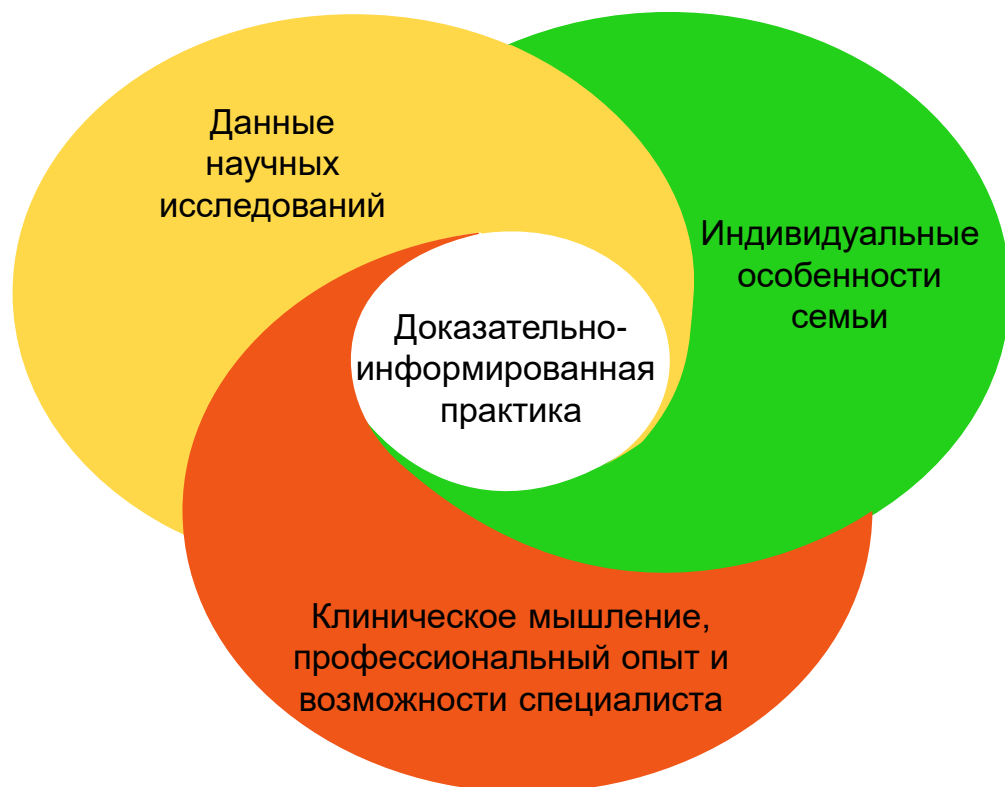 Данные
научных
исследований
Индивидуальные
особенности
семьи
Доказательно-
информированная
практика
Клиническое мышление,
профессиональный опыт и
возможности специалиста